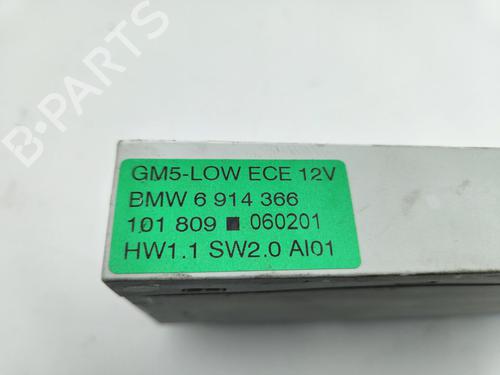 B-PARTS
GM5-LOW ECE 12V
BMW 6 914 366
101 809 ■ 060201
HW1.1 SW2.0 AI01